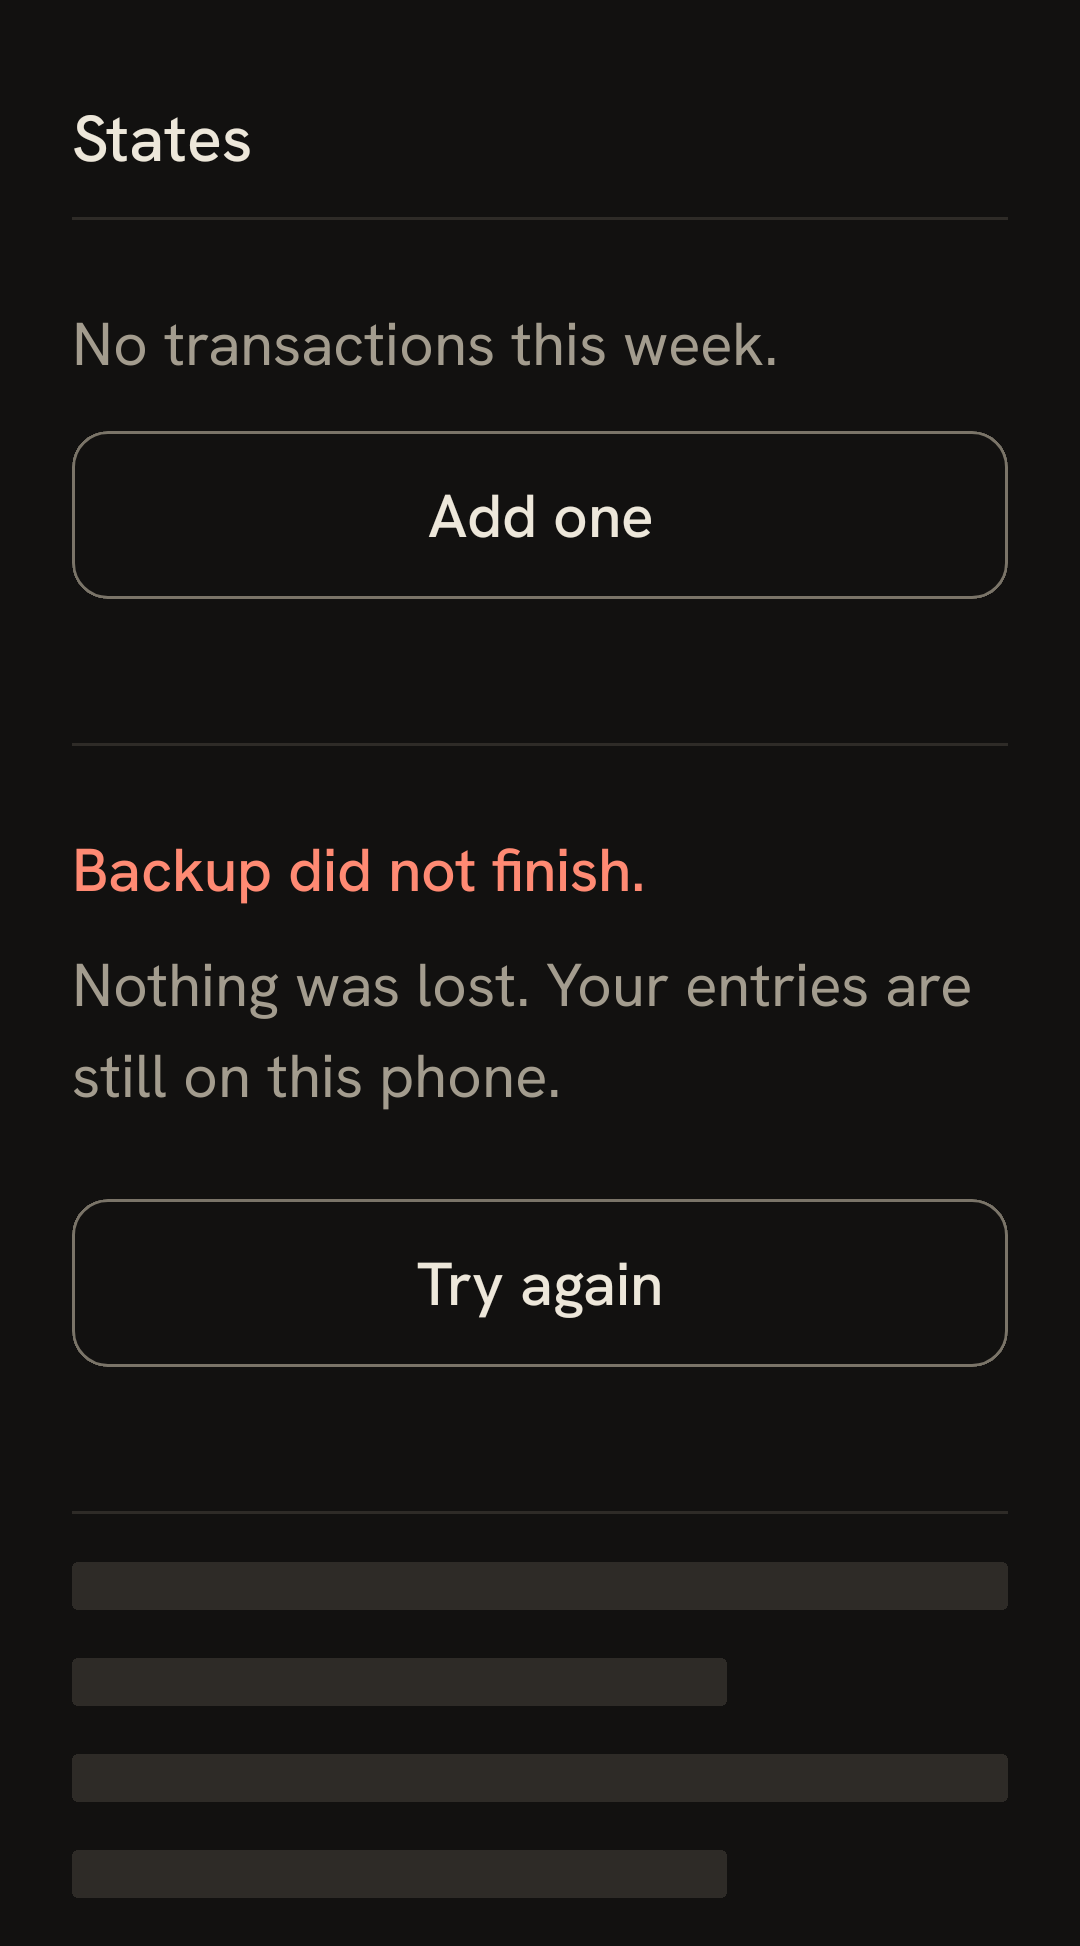 States
No transactions this week.
Add one
Backup did not finish.
Nothing was lost. Your entries are
still on this phone.
Try again